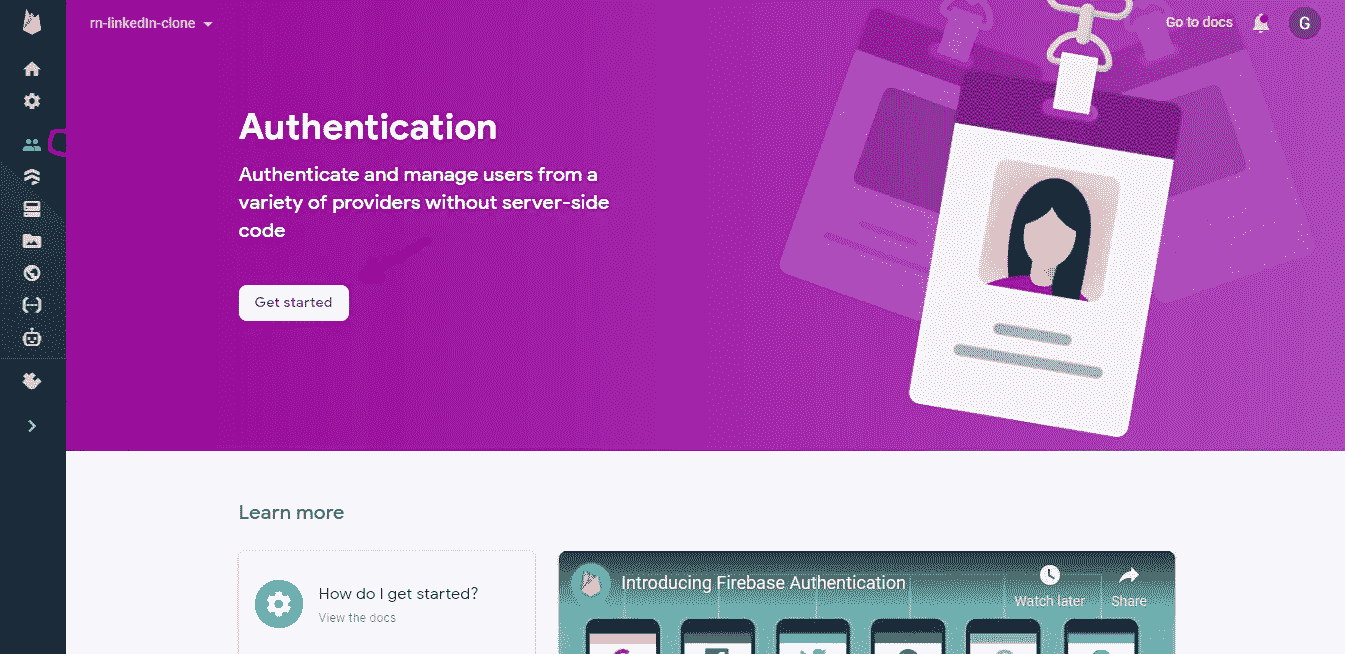 rn-linkedIn-clone
Go to docs
G
Authentication
Authenticate and manage users from a
variety of providers without server-side
code
Get started
Learn more
How do I get started?
View the docs
Introducing Firebase Authentication
Watch later
Share